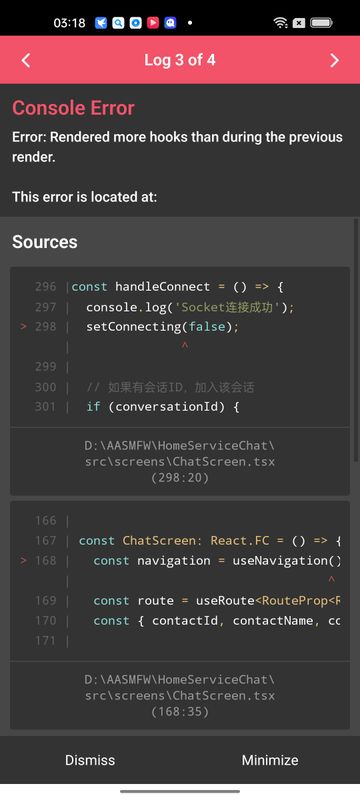 03:18
Log 3 of 4
Console Error
Error: Rendered more hooks than during the previous
render.
This error is located at:
Sources
296 |const handleConnect = () => {
297 |  console.log('Socket连接成功');
> 298 |  setConnecting(false);
|               ^
299 |
300 |  // 如果有会话ID，加入该会话
301 |  if (conversationId) {
D:\AASMFW\HomeServiceChat\
src\screens\ChatScreen.tsx
(298:20)
166 |
167 | const ChatScreen: React.FC = () => {
> 168 |   const navigation = useNavigation()
|                                   ^
169 |   const route = useRoute<RouteProp<R
170 |   const { contactId, contactName, co
171 |
D:\AASMFW\HomeServiceChat\
src\screens\ChatScreen.tsx
(168:35)
Dismiss
Minimize